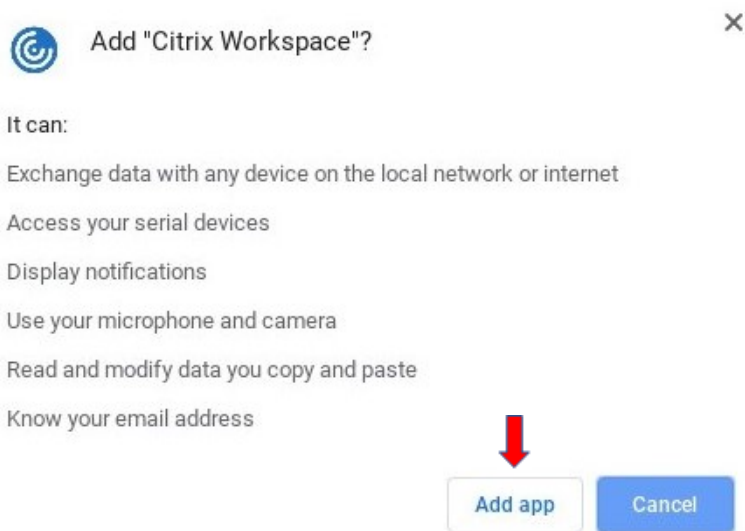 Add "Citrix Workspace"?
It can:
Exchange data with any device on the local network or internet
Access your serial devices
Display notifications
Use your microphone and camera
Read and modify data you copy and paste
Know your email address
Add app
Cancel